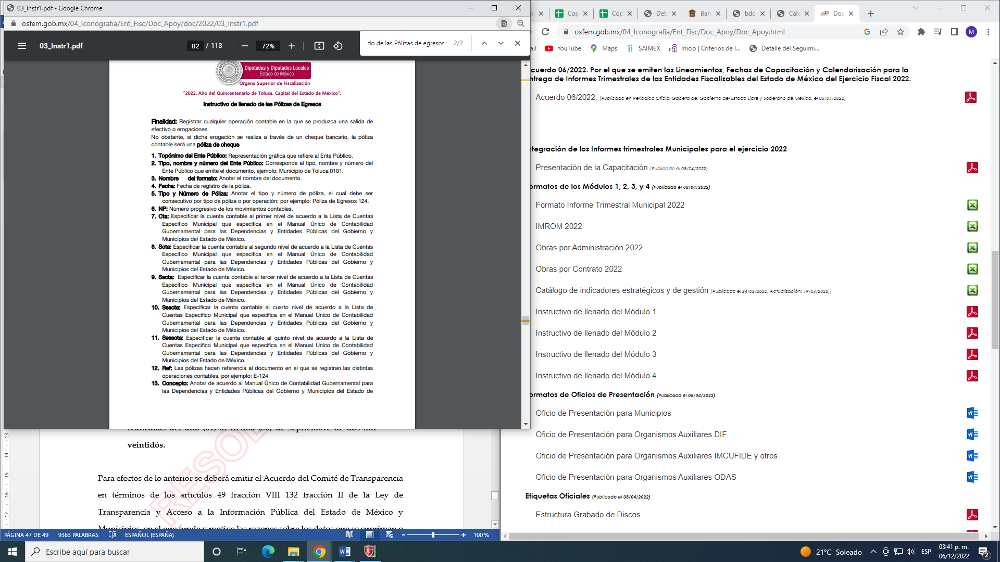 03_Instr1.pdf - Google Chrome
osfem.gob.mx/04_Iconografia/Ent_Fisc/Doc_Apoy/doc/2022/03_Instr1.pdf
03_Instr1.pdf
82 / 113
72%
do de las Pólizas de egresos 2/2
Diputadas y Diputados Locales
Estado de México
Órgano Superior de Fiscalización
"2022. Año del Quincentenario de Toluca, Capital del Estado de México".
Instructivo de llenado de las Pólizas de Egresos
Finalidad: Registrar cualquier operación contable en la que se produzca una salida de
efectivo o erogaciones.
No obstante, si dicha erogación se realiza a través de un cheque bancario, la póliza
contable será una póliza de cheque.
1. Topónimo del Ente Público: Representación gráfica que refiere al Ente Público.
2. Tipo, nombre y número del Ente Público: Corresponde al tipo, nombre y número del
Ente Público que emite el documento, ejemplo: Municipio de Toluca 0101.
3. Nombre del formato: Anotar el nombre del documento.
4. Fecha: Fecha de registro de la póliza.
5. Tipo y Número de Póliza: Anotar el tipo y número de póliza, el cual debe ser
consecutivo por tipo de póliza o por operación; por ejemplo: Póliza de Egresos 124.
6. NP: Número progresivo de los movimientos contables.
7. Cta: Especificar la cuenta contable al primer nivel de acuerdo a la Lista de Cuentas
Específico Municipal que especifica en el Manual Único de Contabilidad
Gubernamental para las Dependencias y Entidades Públicas del Gobierno y
Municipios del Estado de México.
8. Scta: Especificar la cuenta contable al segundo nivel de acuerdo a la Lista de Cuentas
Específico Municipal que especifica en el Manual Único de Contabilidad
Gubernamental para las Dependencias y Entidades Públicas del Gobierno y
Municipios del Estado de México.
9. Sscta: Especificar la cuenta contable al tercer nivel de acuerdo a la Lista de Cuentas
Específico Municipal que especifica en el Manual Único de Contabilidad
Gubernamental para las Dependencias y Entidades Públicas del Gobierno y
Municipios del Estado de México.
10. Ssscta: Especificar la cuenta contable al cuarto nivel de acuerdo a la Lista de
Cuentas Específico Municipal que especifica en el Manual Único de Contabilidad
Gubernamental para las Dependencias y Entidades Públicas del Gobierno y
Municipios del Estado de México.
11. Sssscta: Especificar la cuenta contable al quinto nivel de acuerdo a la Lista de
Cuentas Específico Municipal que especifica en el Manual Único de Contabilidad
Gubernamental para las Dependencias y Entidades Públicas del Gobierno y
Municipios del Estado de México.
12. Ref: Las pólizas hacen referencia al documento en el que se registran las distintas
operaciones contables, por ejemplo: E-124
13. Concepto: Anotar de acuerdo al Manual Único de Contabilidad Gubernamental para
las Dependencias y Entidades Públicas del Gobierno y Municipios del Estado de
realizadas del uno (01) al treinta (30) de septiembre de dos mil
veintidós.
Para efectos de lo anterior se deberá emitir el Acuerdo del Comité de Transparencia
en términos de los artículos 49 fracción VIII 132 fracción II de la Ley de
Transparencia y Acceso a la Información Pública del Estado de México y
Municipios, en el que funde y motive las razones sobre los datos que se supriman o
RESOL
13 14 15 16 17
PÁGINA 47 DE 49 9363 PALABRAS ESPAÑOL (ESPAÑA) 100 %
Cop Cop Deta Ban bdo Cale Doc
osfem.gob.mx/04_Iconografia/Ent_Fisc/Doc_Apoy/Doc_Apoy.html
M
ail YouTube Maps SAIMEX Inicio | Criterios de I... Detalle del Seguimi...
cuerdo 06/2022. Por el que se emiten los Lineamientos, Fechas de Capacitación y Calendarización para la
ntrega de Informes Trimestrales de las Entidades Fiscalizables del Estado de México del Ejercicio Fiscal 2022.
Acuerdo 06/2022. (Públicado en Periódico Oficial Gaceta del Gobierno del Estado Libre y Soberano de México. el 05/04/2022)
ntegración de los Informes trimestrales Municipales para el ejercicio 2022
Presentación de la Capacitación (Publicado el 08/04/2022)
ormatos de los Módulos 1, 2, 3, y 4 (Publicado el 08/04/2022)
Formato Informe Trimestral Municipal 2022
IMROM 2022
Obras por Administración 2022
Obras por Contrato 2022
Catálogo de indicadores estratégicos y de gestión (Publicado el 24/02/2022, Actualización: 19/04/2022))
Instructivo de llenado del Módulo 1
Instructivo de llenado del Módulo 2
Instructivo de llenado del Módulo 3
Instructivo de llenado del Módulo 4
ormatos de Oficios de Presentación (Publicado el 08/04/2022)
Oficio de Presentación para Municipios
Oficio de Presentación para Organismos Auxiliares DIF
Oficio de Presentación para Organismos Auxiliares IMCUFIDE y otros
Oficio de Presentación para Organismos Auxiliares ODAS
Etiquetas Oficiales (Publicado el 08/04/2022)
Estructura Grabado de Discos
Escribe aquí para buscar
21°C Soleado ESP 03:41 p. m.
06/12/2022 2